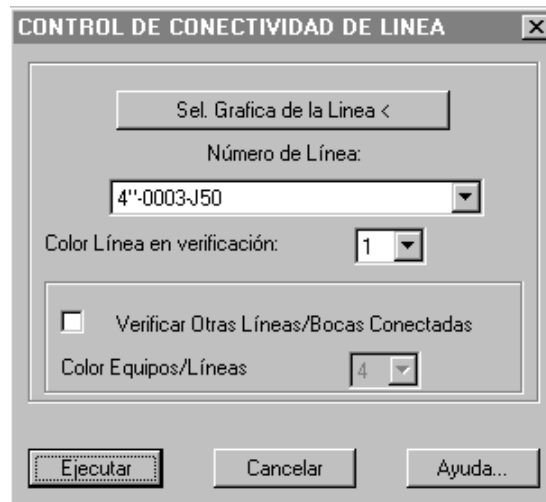 CONTROL DE CONECTIVIDAD DE LINEA
Sel. Grafica de la Linea <
Número de Línea:
4"-0003-J50
Color Línea en verificación: 1
Verificar Otras Líneas/Bocas Conectadas
Color Equipos/Líneas 4
Ejecutar Cancelar Ayuda...